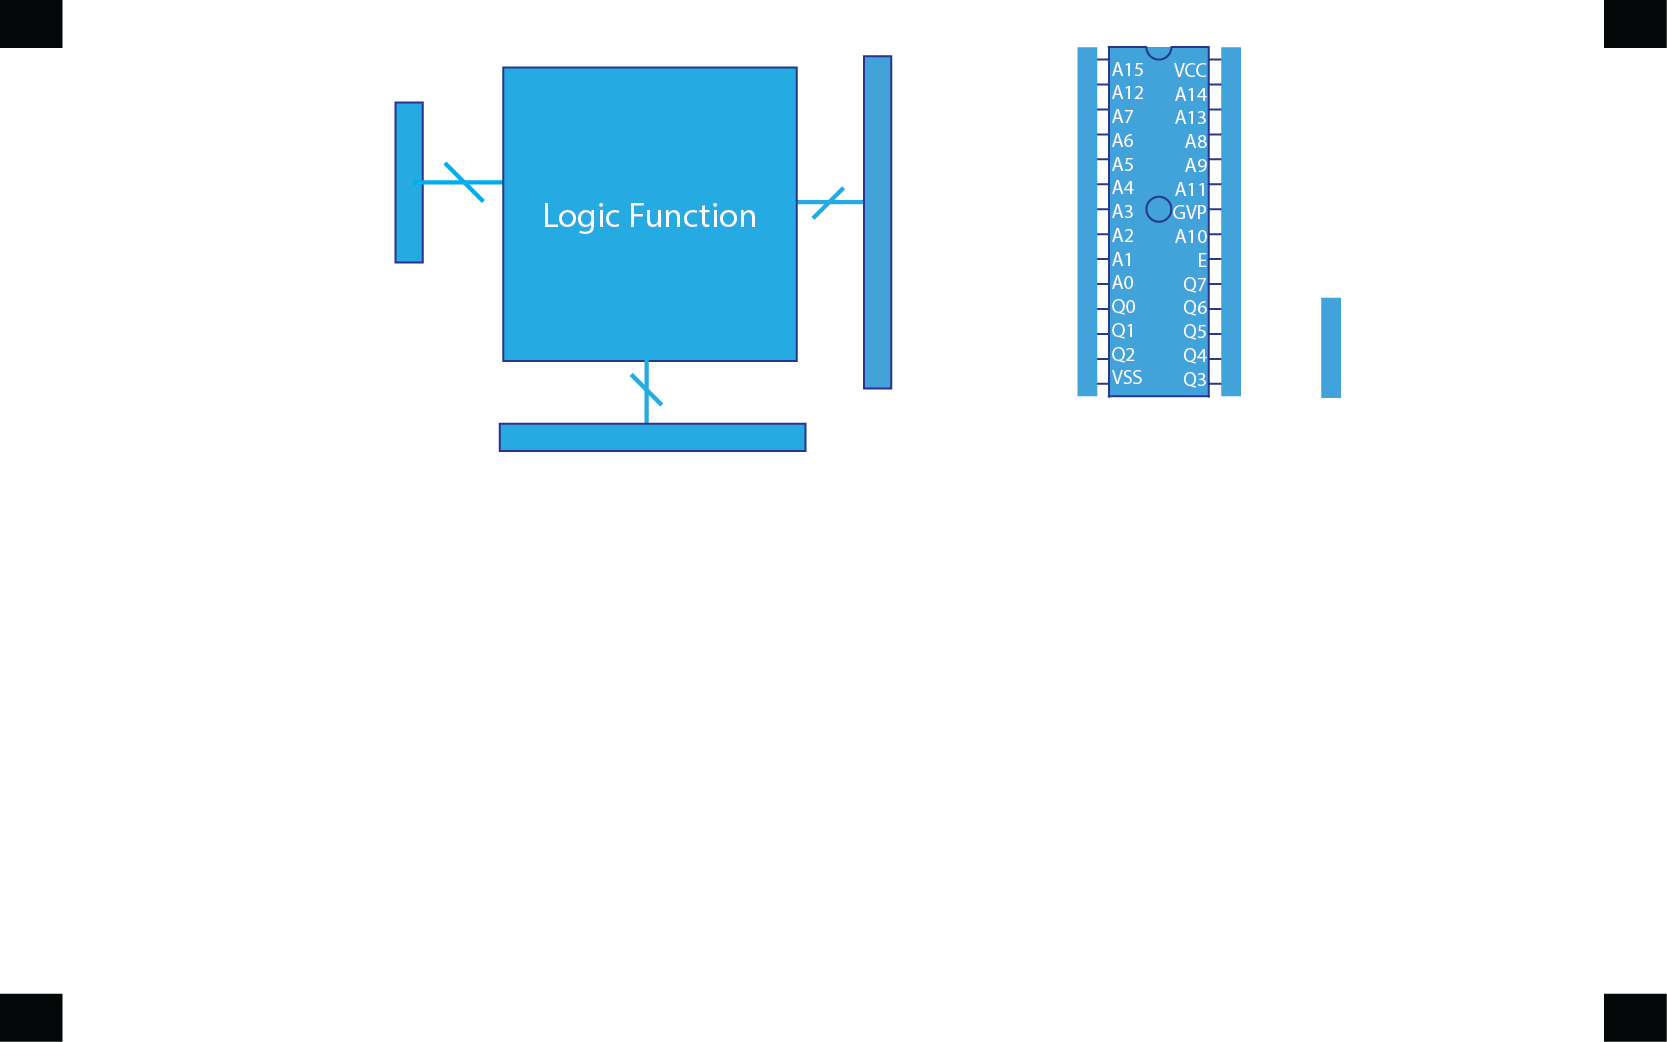 Logic Function
A15 VCC
A12 A14
A7 A13
A6 A8
A5 A9
A4 A11
A3 GVP
A2 A10
A1 E
A0 Q7
Q0 Q6
Q1 Q5
Q2 Q4
VSS Q3